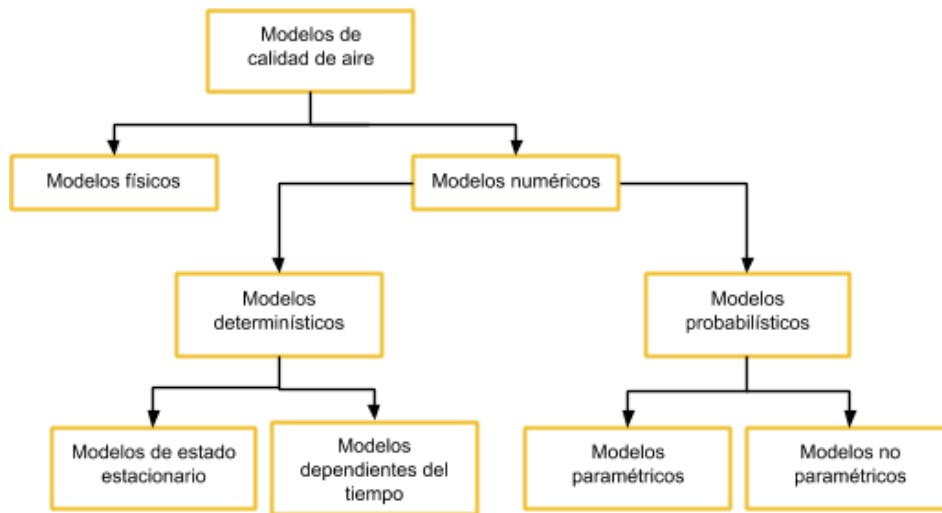 Modelos de
calidad de aire
Modelos físicos
Modelos numéricos
Modelos
determinísticos
Modelos
probabilísticos
Modelos de estado
estacionario
Modelos
dependientes del
tiempo
Modelos
paramétricos
Modelos no
paramétricos